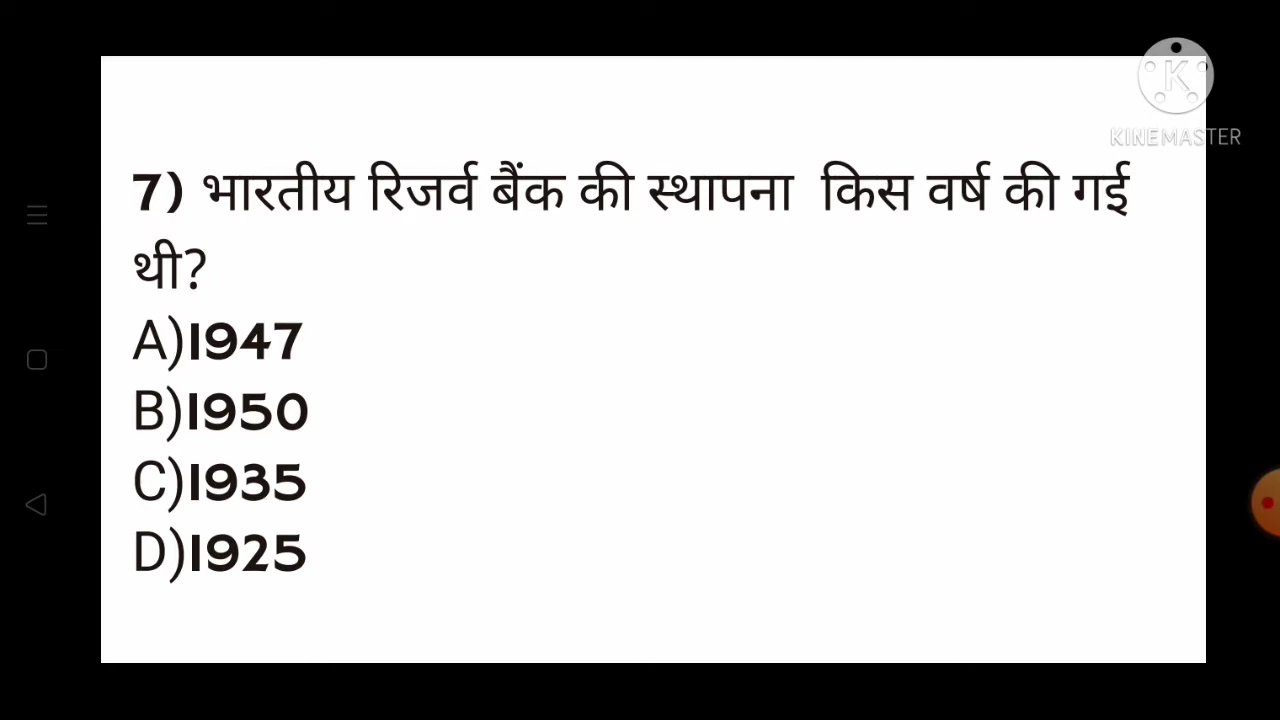 KINEMASTER
7) भारतीय रिजर्व बैंक की स्थापना किस वर्ष की गई
थी?
A)1947
B)1950
C)1935
D)1925